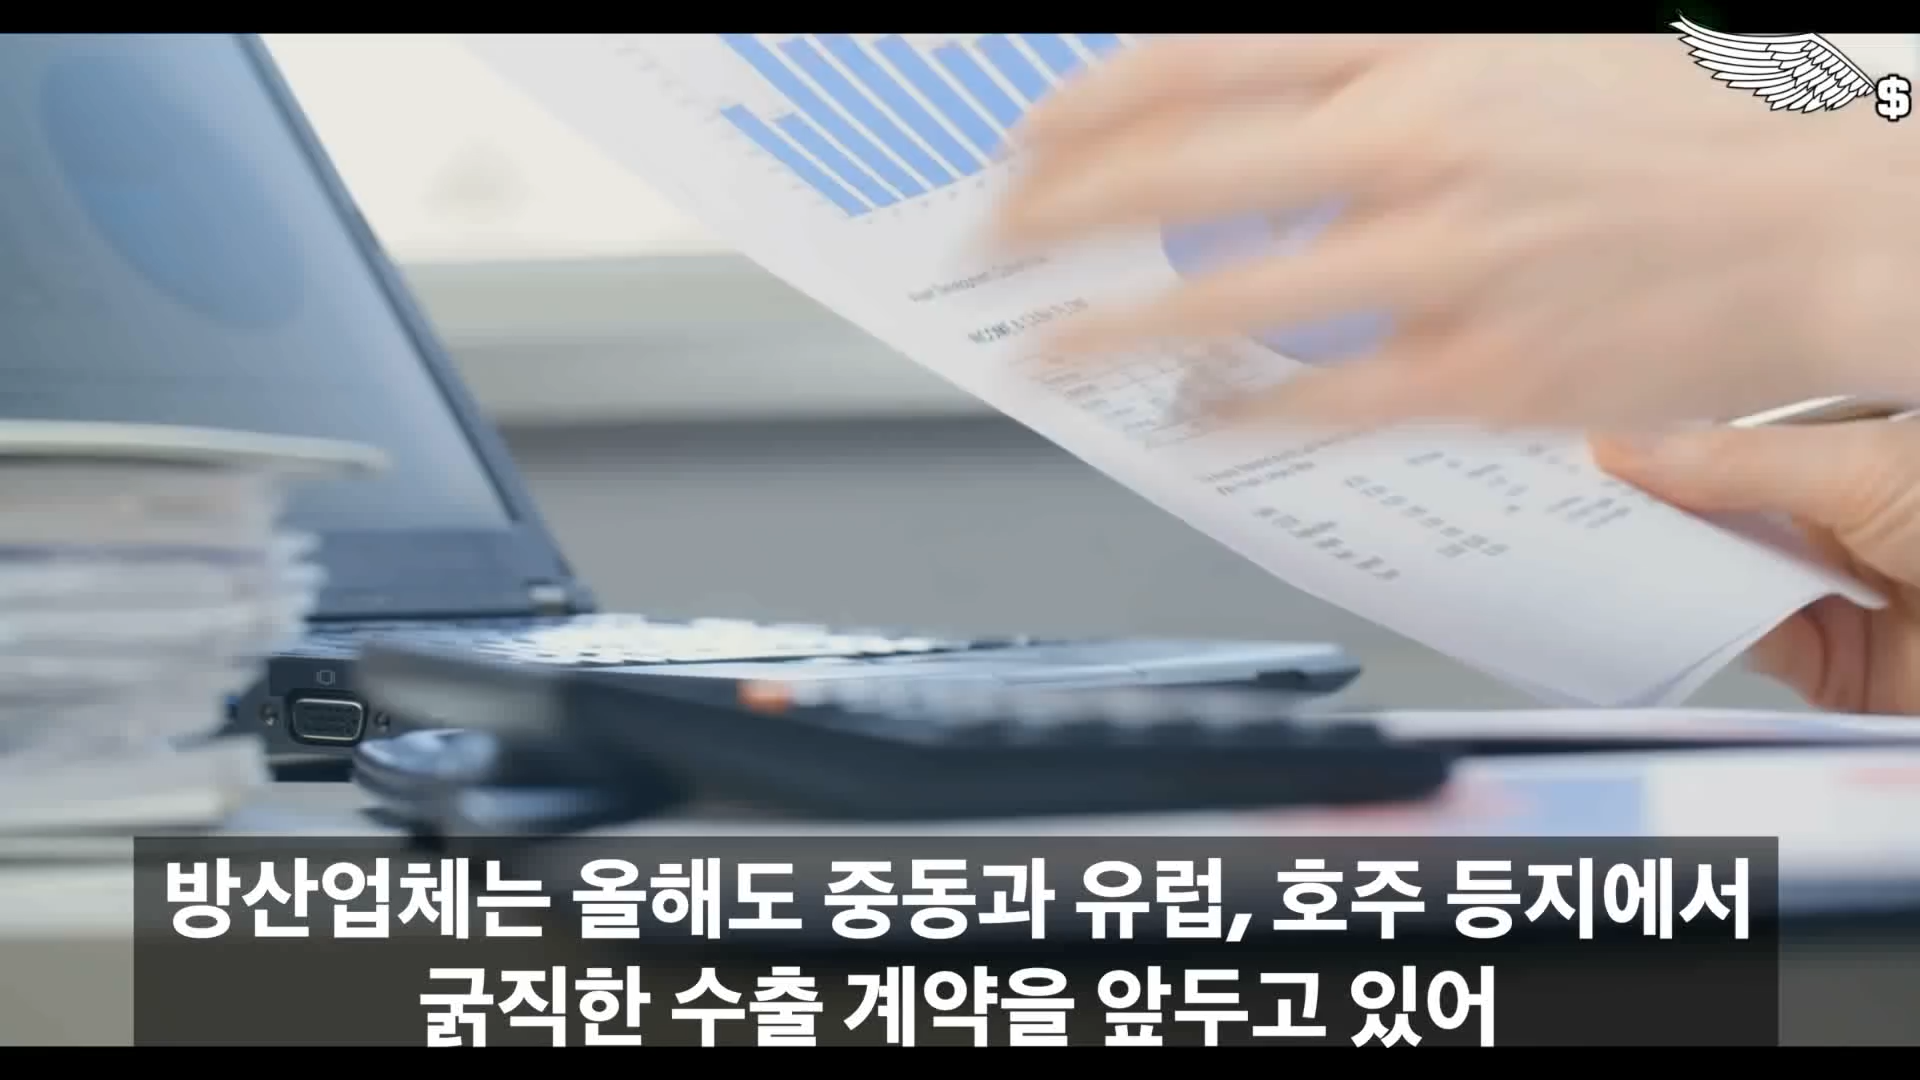 $
방산업체는 올해도 중동과 유럽, 호주 등지에서
굵직한 수출 계약을 앞두고 있어